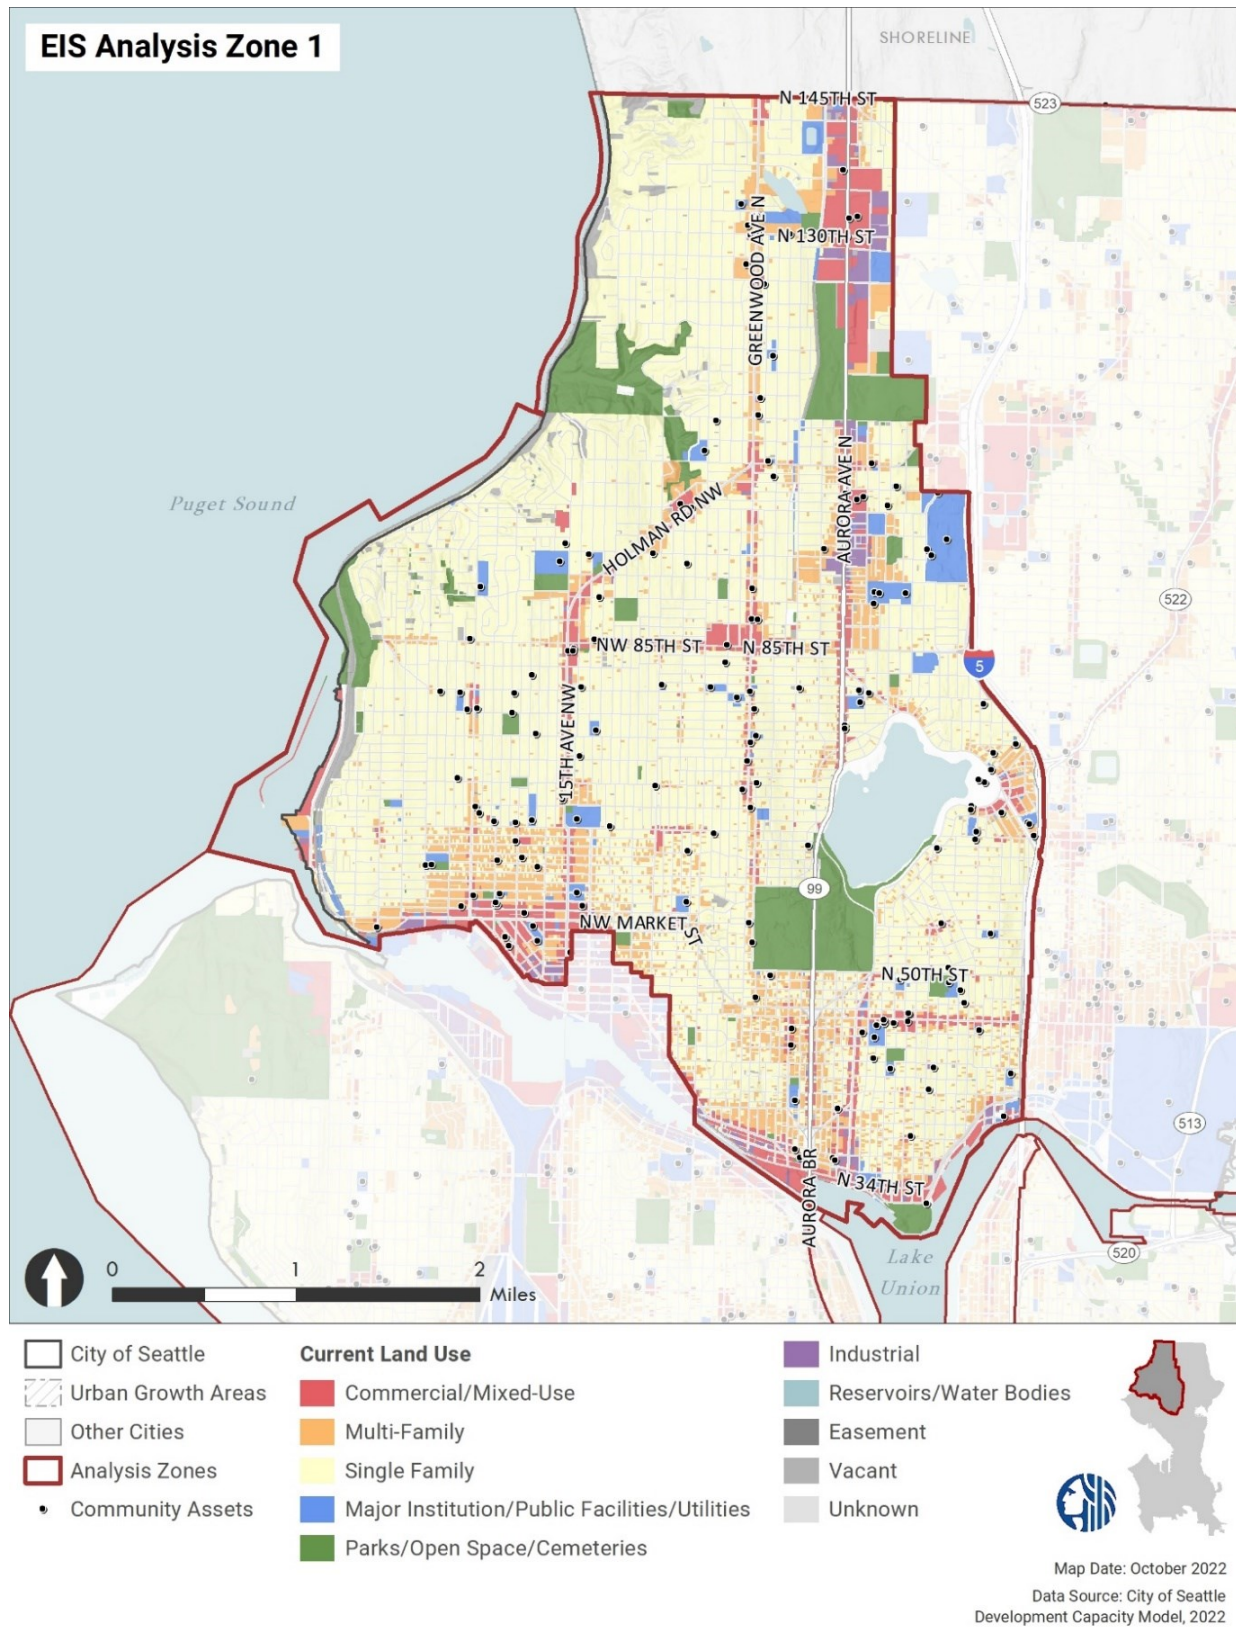 EIS Analysis Zone 1
SHORELINE
N 145TH ST
523
GREENWOOD AVE N
N 130TH ST
Puget Sound
AURORA AVE N
HOLMAN RD NW
522
NW 85TH ST
N 85TH ST
5
15TH AVE NW
99
NW MARKET ST
N 50TH ST
513
N 34TH ST
AURORA BR
520
Lake
Union
0 1 2
Miles
City of Seattle
Urban Growth Areas
Other Cities
Analysis Zones
Community Assets
Current Land Use
Commercial/Mixed-Use
Multi-Family
Single Family
Major Institution/Public Facilities/Utilities
Parks/Open Space/Cemeteries
Industrial
Reservoirs/Water Bodies
Easement
Vacant
Unknown
Map Date: October 2022
Data Source: City of Seattle
Development Capacity Model, 2022